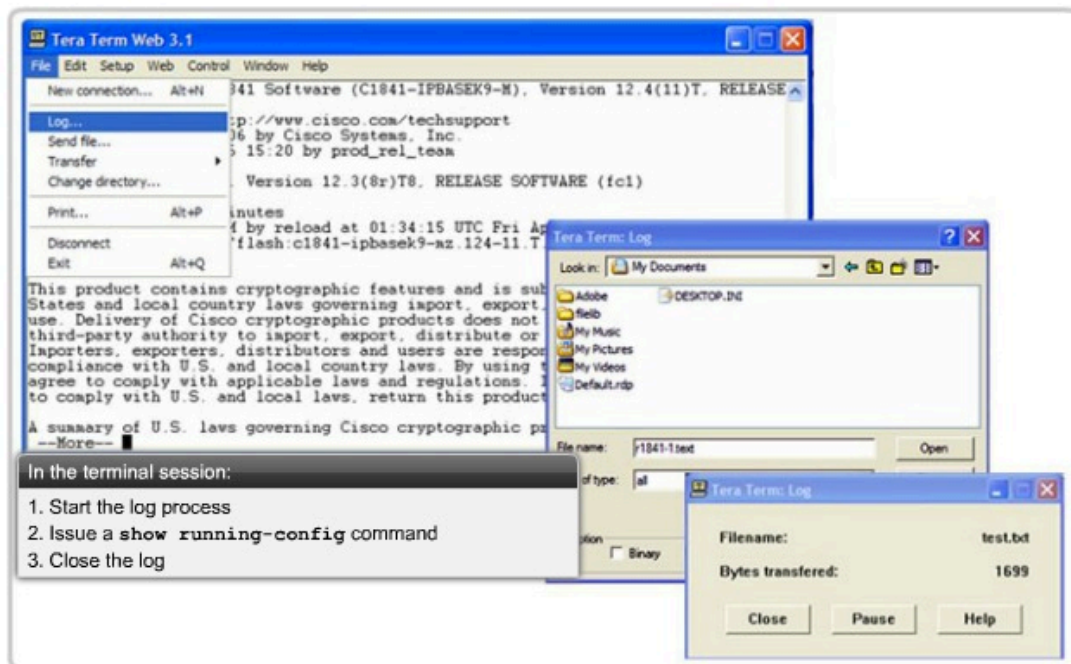 Tera Term Web 3.1
File Edit Setup Web Control Window Help
New connection... Alt+N
Log...
Send file...
Transfer
Change directory...
Print... Alt+P
Disconnect
Exit Alt+Q
341 Software (C1841-IPBASEK9-M), Version 12.4(11)T, RELEASE
tp://www.cisco.com/techsupport
06 by Cisco Systems, Inc.
15:20 by prod_rel_team
Version 12.3(8r)T8, RELEASE SOFTWARE (fc1)
inutes
by reload at 01:34:15 UTC Fri Ap
flash:c1841-ipbasek9-mz.124-11.T.
This product contains cryptographic features and is sub
States and local country laws governing import, export,
use. Delivery of Cisco cryptographic products does not
third-party authority to import, export, distribute or
Importers, exporters, distributors and users are respon
compliance with U.S. and local country laws. By using t
agree to comply with applicable laws and regulations. I
to comply with U.S. and local laws, return this product
A summary of U.S. laws governing Cisco cryptographic pr
--More--
In the terminal session:
1. Start the log process
2. Issue a show running-config command
3. Close the log
Tera Term: Log
Look in: My Documents
Adobe
filelib
My Music
My Pictures
My Videos
Default.rdp
DESKTOP.INI
File name: r1841-1.text Open
of type: all
ption
Binary
Tera Term: Log
Filename: test.txt
Bytes transfered: 1699
Close Pause Help